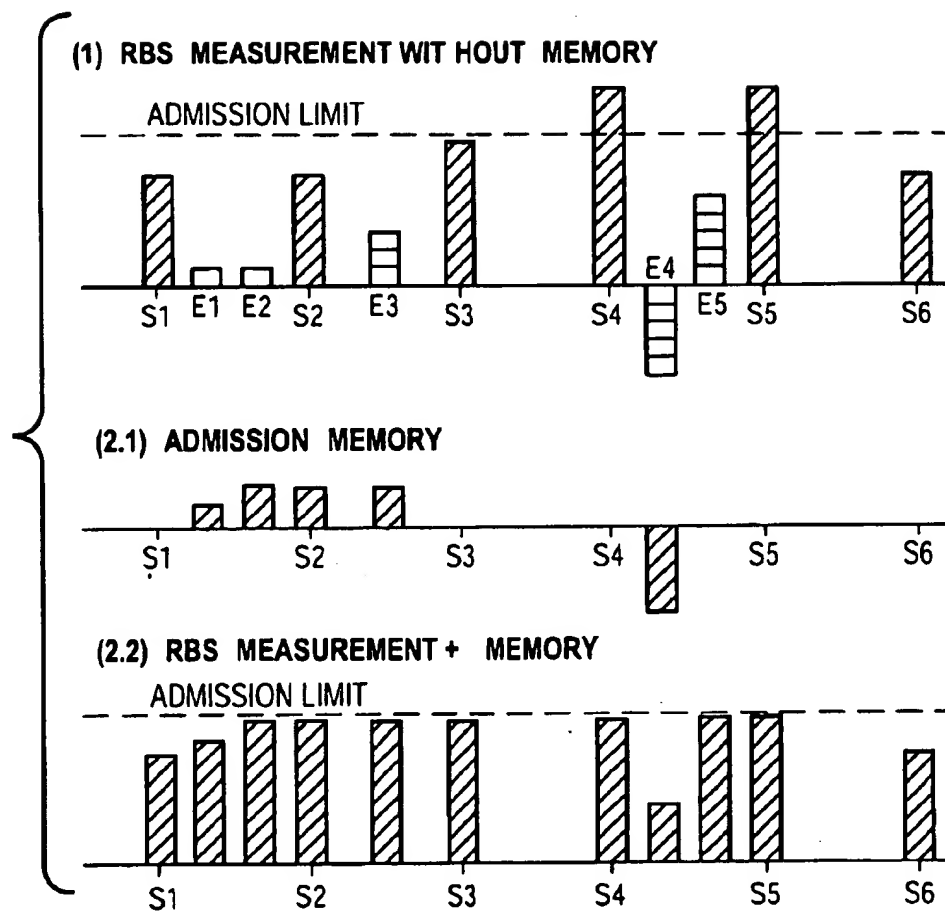 (1) RBS MEASUREMENT WIT HOUT MEMORY
ADMISSION LIMIT
E4
S1 E1 E2 S2 E3 S3 S4 E5 S5 S6
(2.1) ADMISSION MEMORY
S1 S2 S3 S4 S5 S6
(2.2) RBS MEASUREMENT + MEMORY
ADMISSION LIMIT
S1 S2 S3 S4 S5 S6